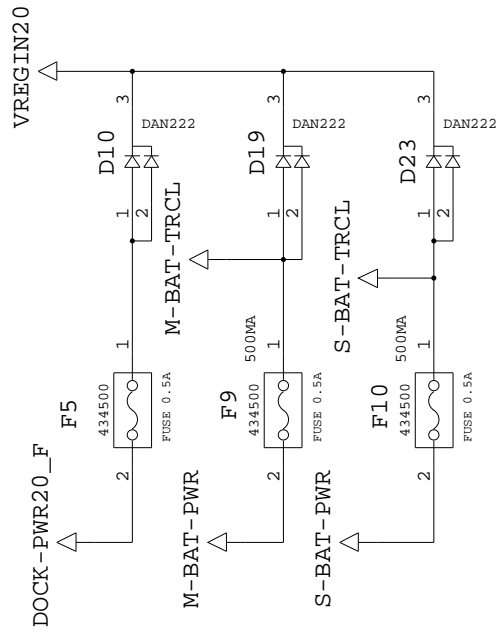 VREGIN20
3
DAN222
D10
1
2
3
DAN222
D19
1
2
3
DAN222
D23
1
2
M-BAT-TRCL
S-BAT-TRCL
1
F5
434500
FUSE 0.5A
2
500MA
1
F9
434500
FUSE 0.5A
2
500MA
1
F10
434500
FUSE 0.5A
2
DOCK-PWR20_F
M-BAT-PWR
S-BAT-PWR